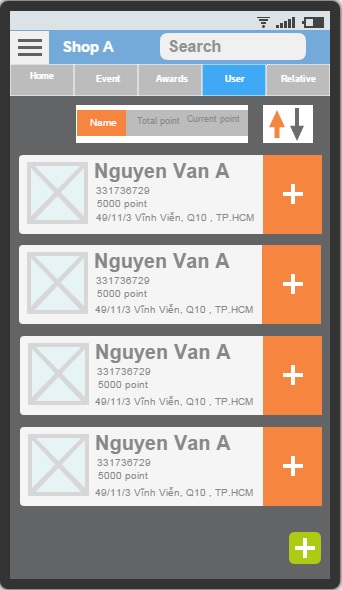 Shop A
Search
Home Event Awards User Relative
Name Total point Current point
Nguyen Van A
331736729
5000 point
49/11/3 Vĩnh Viễn, Q10 , TP.HCM
Nguyen Van A
331736729
5000 point
49/11/3 Vĩnh Viễn, Q10 , TP.HCM
Nguyen Van A
331736729
5000 point
49/11/3 Vĩnh Viễn, Q10 , TP.HCM
Nguyen Van A
331736729
5000 point
49/11/3 Vĩnh Viễn, Q10 , TP.HCM